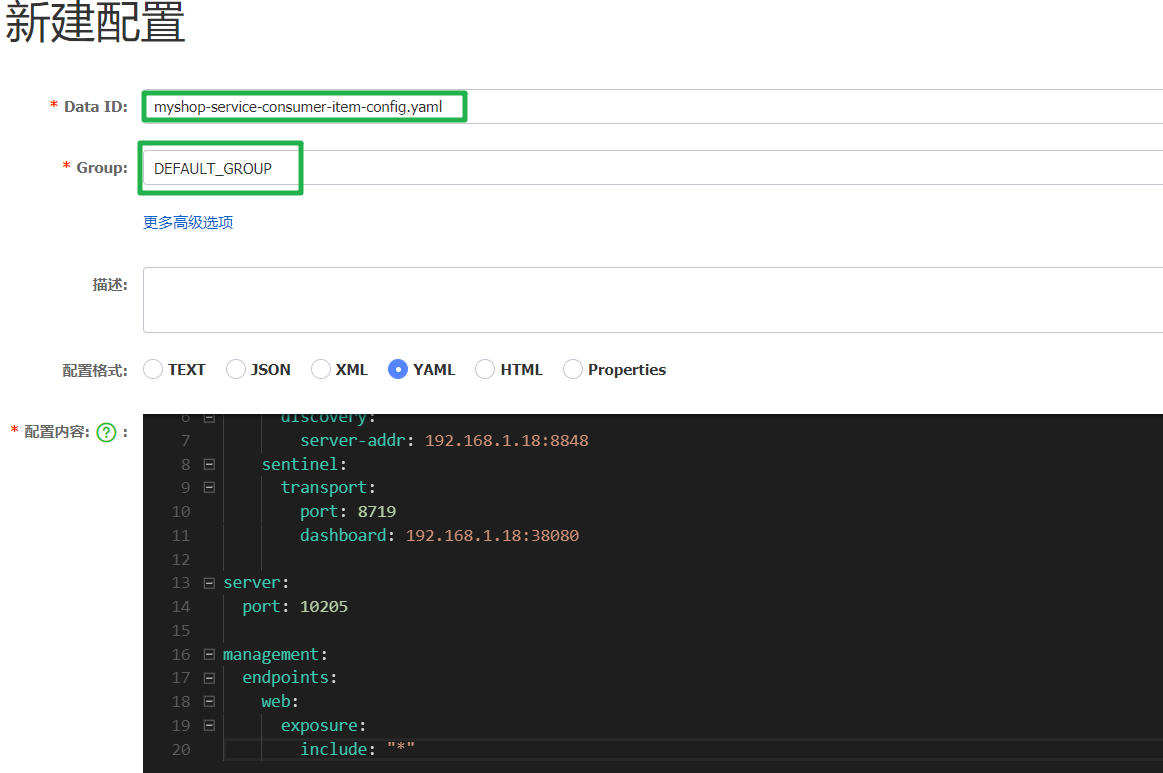 新建配置
* Data ID: myshop-service-consumer-item-config.yaml
* Group: DEFAULT_GROUP
更多高级选项
描述:
配置格式: TEXT JSON XML YAML HTML Properties
* 配置内容: ? :
6 discovery:
7 server-addr: 192.168.1.18:8848
8 sentinel:
9 transport:
10 port: 8719
11 dashboard: 192.168.1.18:38080
12
13 server:
14 port: 10205
15
16 management:
17 endpoints:
18 web:
19 exposure:
20 include: "*"